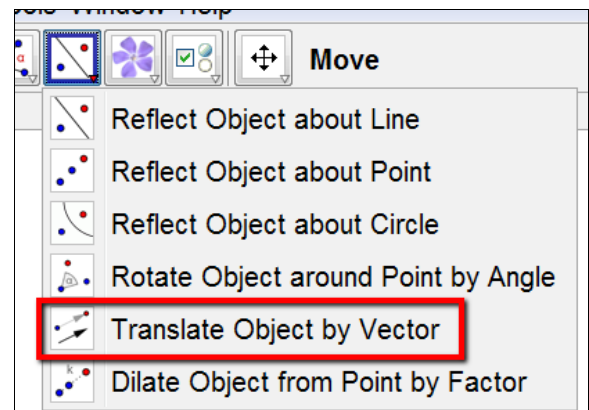 Move
Reflect Object about Line
Reflect Object about Point
Reflect Object about Circle
Rotate Object around Point by Angle
Translate Object by Vector
Dilate Object from Point by Factor